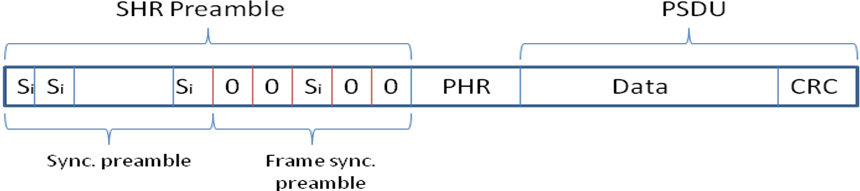 SHR Preamble PSDU
Si Si Si 0 0 Si 0 0 PHR Data CRC
Sync. preamble Frame sync.
preamble